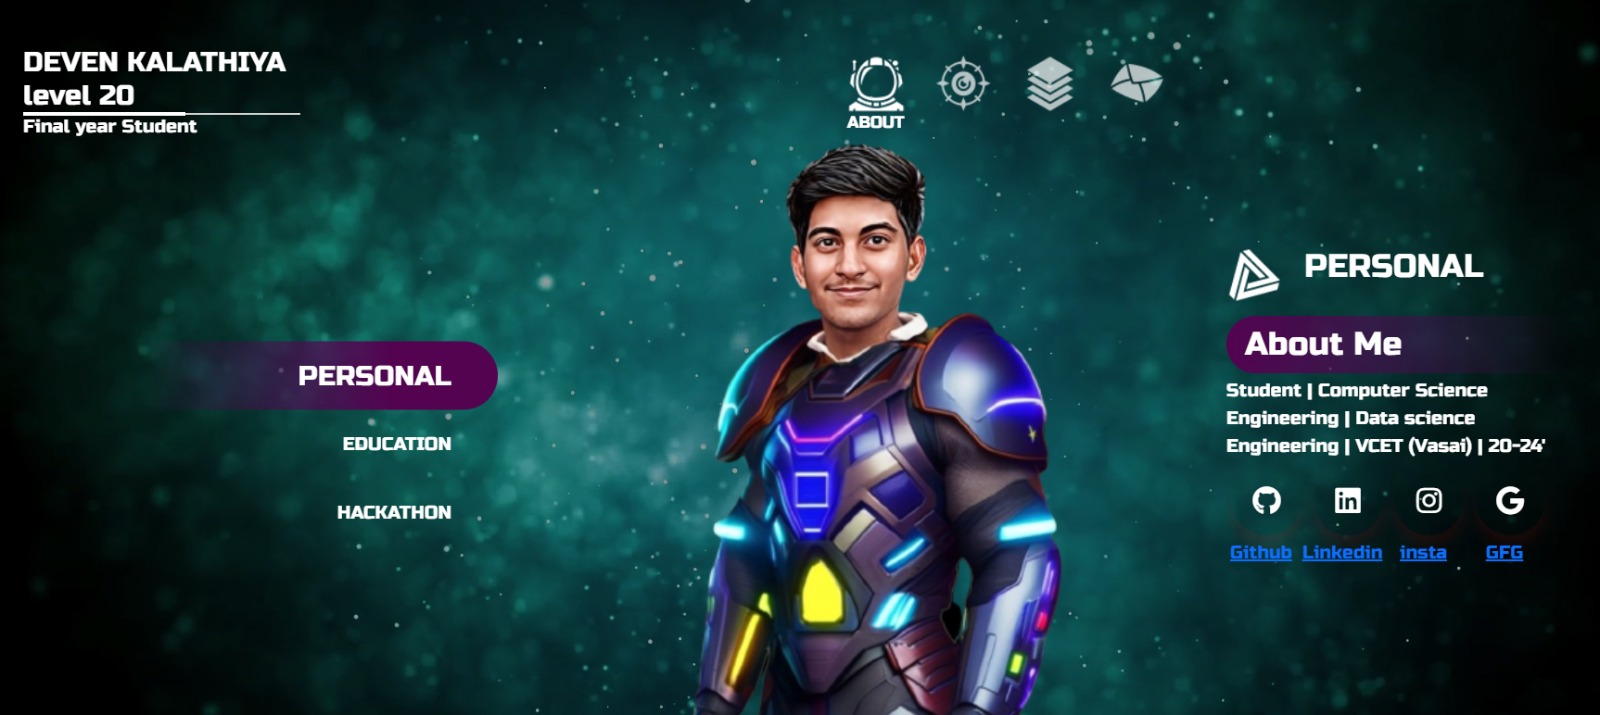 DEVEN KALATHIYA
level 20
Final year Student
ABOUT
PERSONAL
EDUCATION
HACKATHON
PERSONAL
About Me
Student | Computer Science
Engineering | Data science
Engineering | VCET (Vasai) | 20-24'
Github Linkedin insta GFG